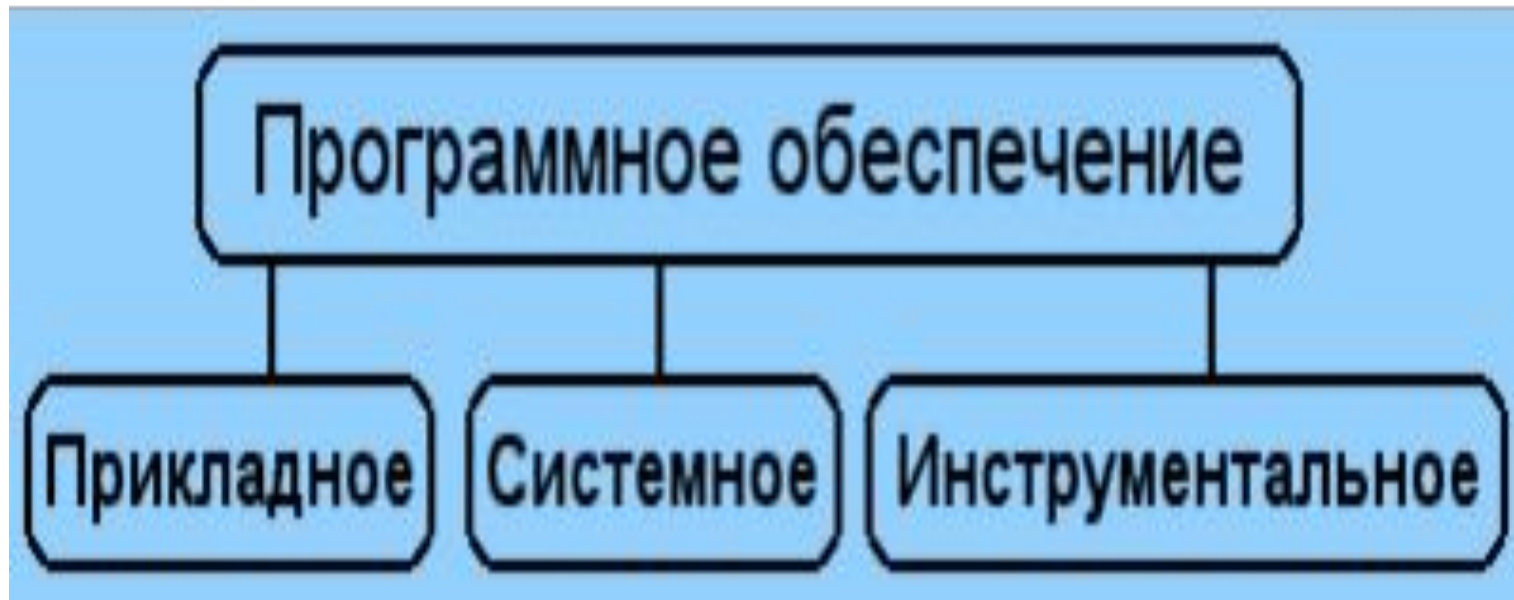 Программное обеспечение
Прикладное
Системное
Инструментальное